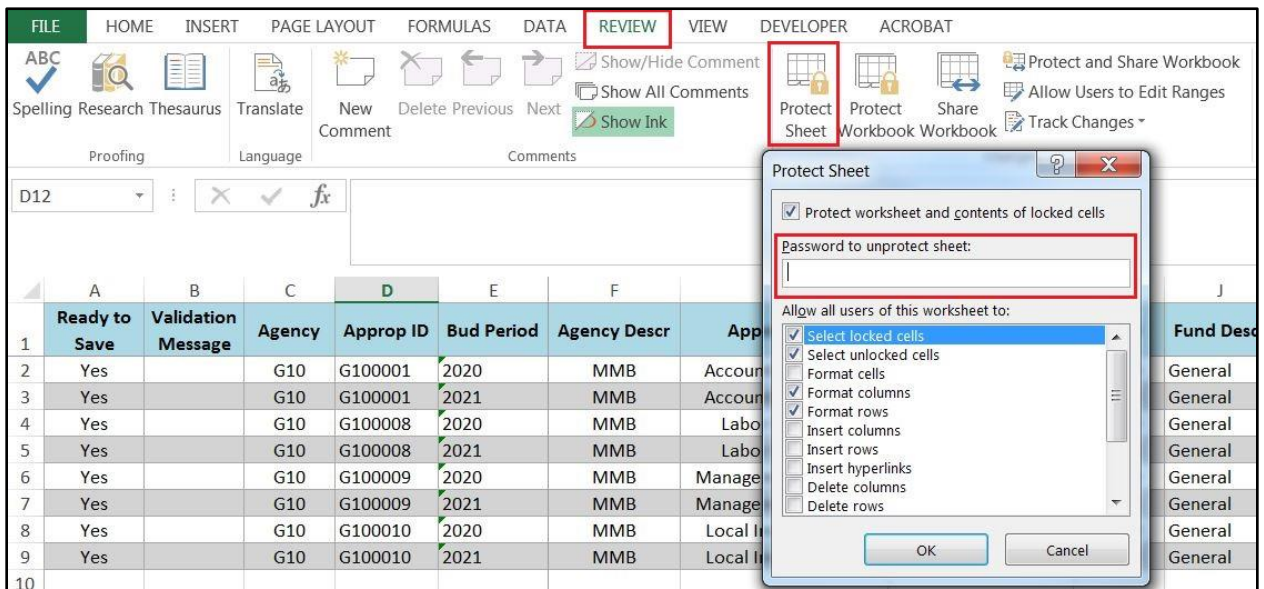 FILE HOME INSERT PAGE LAYOUT FORMULAS DATA REVIEW VIEW DEVELOPER ACROBAT
ABC
Spelling Research Thesaurus
Proofing
Translate
Language
New Comment Delete Previous Next
Show/Hide Comment
Show All Comments
Show Ink
Comments
Protect Sheet
Protect Workbook
Share Workbook
Protect and Share Workbook
Allow Users to Edit Ranges
Track Changes
D12 fx
A B C D E F J
1 Ready to Save Validation Message Agency Approp ID Bud Period Agency Descr App Fund Desc
2 Yes G10 G100001 2020 MMB Accoun General
3 Yes G10 G100001 2021 MMB Accoun General
4 Yes G10 G100008 2020 MMB Labo General
5 Yes G10 G100008 2021 MMB Labo General
6 Yes G10 G100009 2020 MMB Manage General
7 Yes G10 G100009 2021 MMB Manage General
8 Yes G10 G100010 2020 MMB Local I General
9 Yes G10 G100010 2021 MMB Local I General
10
Protect Sheet ? X
Protect worksheet and contents of locked cells
Password to unprotect sheet:
Allow all users of this worksheet to:
Select locked cells
Select unlocked cells
Format cells
Format columns
Format rows
Insert columns
Insert rows
Insert hyperlinks
Delete columns
Delete rows
OK Cancel